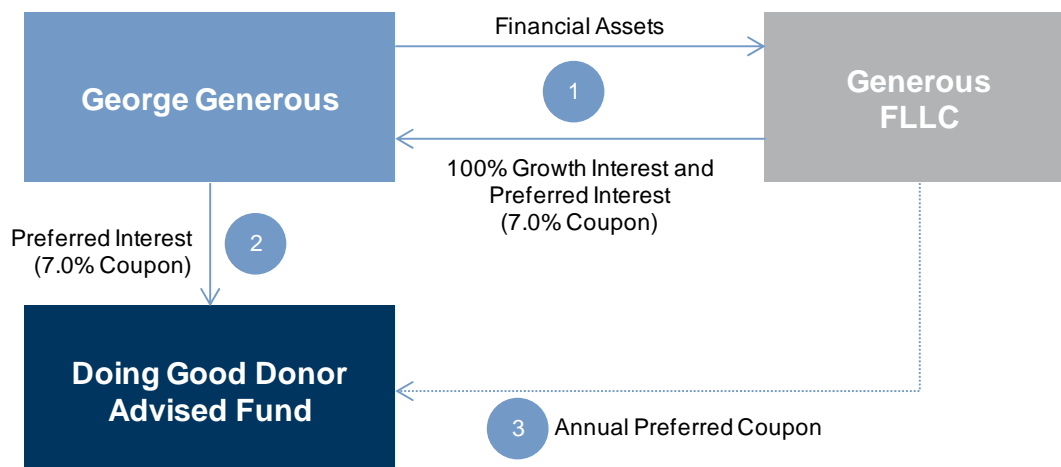 Financial Assets
George Generous
1
Generous
FLLC
100% Growth Interest and
Preferred Interest
(7.0% Coupon)
Preferred Interest
(7.0% Coupon)
2
Doing Good Donor
Advised Fund
3
Annual Preferred Coupon